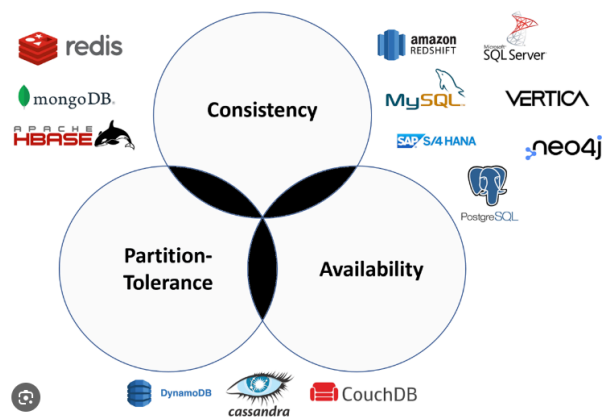 redis
mongoDB®
APACHE
HBASE
Consistency
amazon
REDSHIFT
Microsoft
SQL Server
MySQL
VERTICA
SAP S/4 HANA
neo4j
PostgreSQL
Partition-
Tolerance
Availability
DynamoDB
cassandra
CouchDB